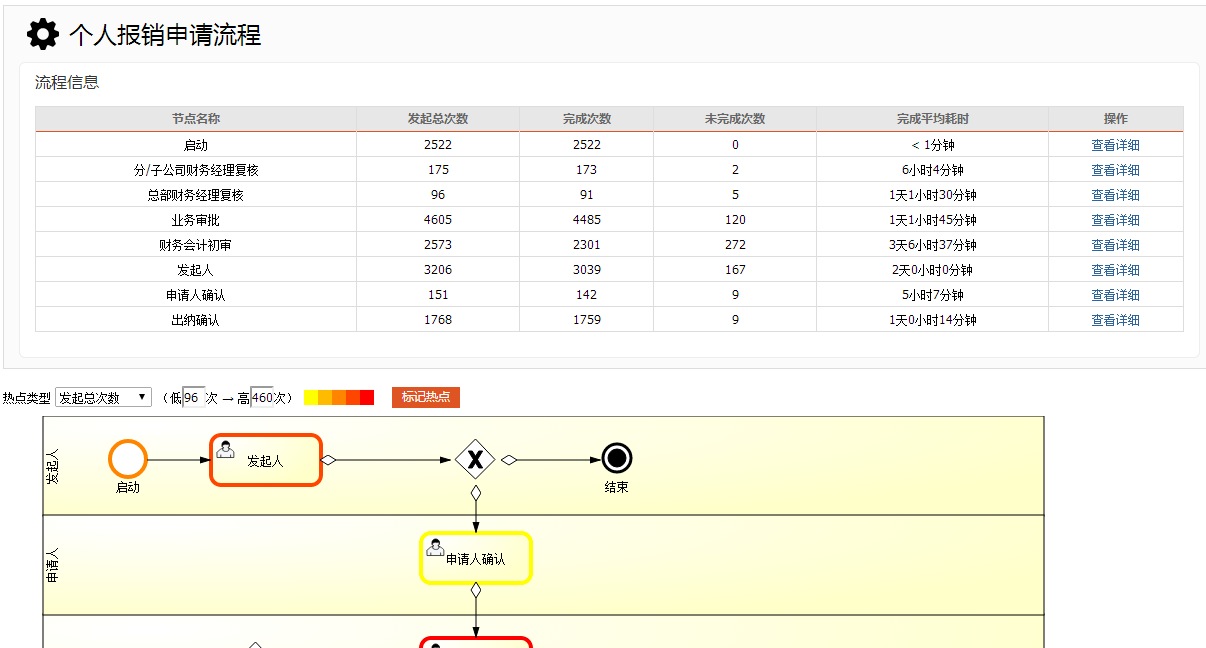 个人报销申请流程
流程信息
节点名称 发起总次数 完成次数 未完成次数 完成平均耗时 操作
启动 2522 2522 0 < 1分钟 查看详细
分/子公司财务经理复核 175 173 2 6小时4分钟 查看详细
总部财务经理复核 96 91 5 1天1小时30分钟 查看详细
业务审批 4605 4485 120 1天1小时45分钟 查看详细
财务会计初审 2573 2301 272 3天6小时37分钟 查看详细
发起人 3206 3039 167 2天0小时0分钟 查看详细
申请人确认 151 142 9 5小时7分钟 查看详细
出纳确认 1768 1759 9 1天0小时14分钟 查看详细
热点类型 发起总次数 （低96 次 → 高460次） 标记热点
发起人
启动
发起人
X
结束
申请人
申请人确认